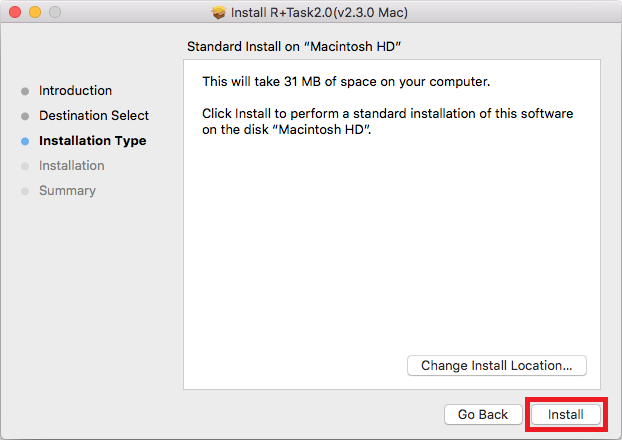 Install R+Task2.0(v2.3.0 Mac)
Standard Install on “Macintosh HD”
Introduction
Destination Select
Installation Type
Installation
Summary
This will take 31 MB of space on your computer.
Click Install to perform a standard installation of this software
on the disk “Macintosh HD”.
Change Install Location...
Go Back
Install